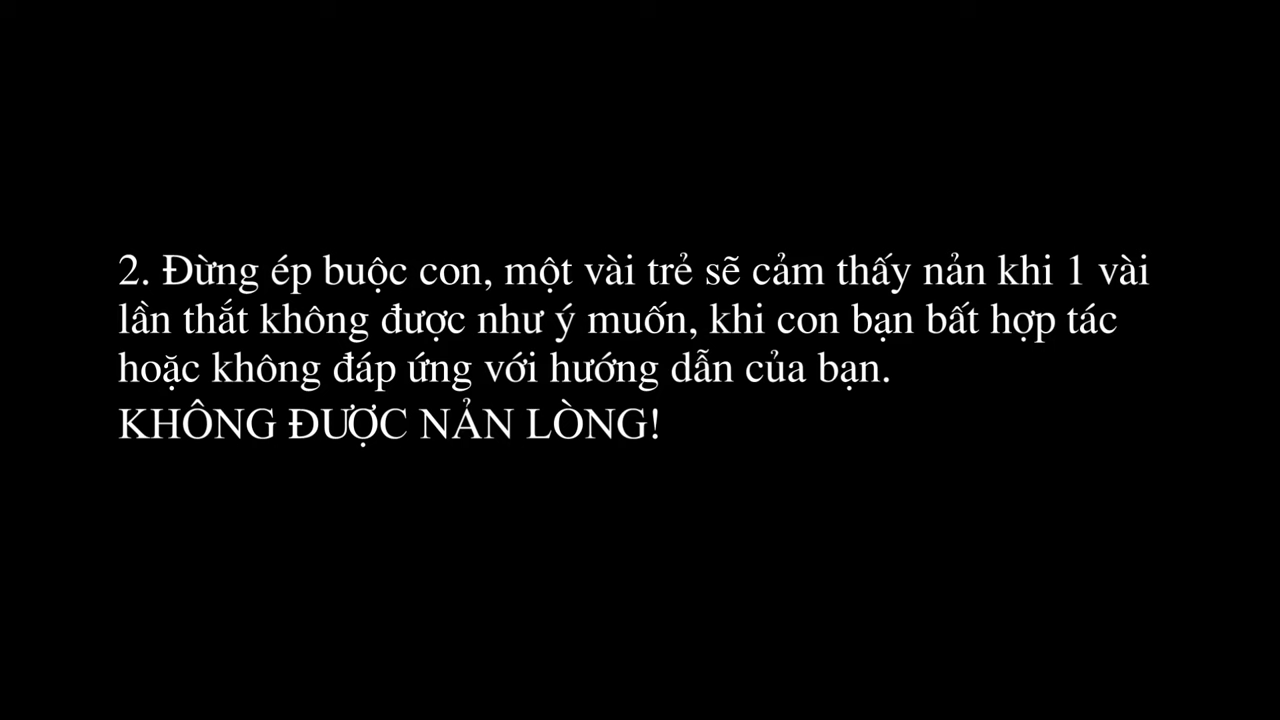 2. Đừng ép buộc con, một vài trẻ sẽ cảm thấy nản khi 1 vài
lần thắt không được như ý muốn, khi con bạn bất hợp tác
hoặc không đáp ứng với hướng dẫn của bạn.
KHÔNG ĐƯỢC NẢN LÒNG!